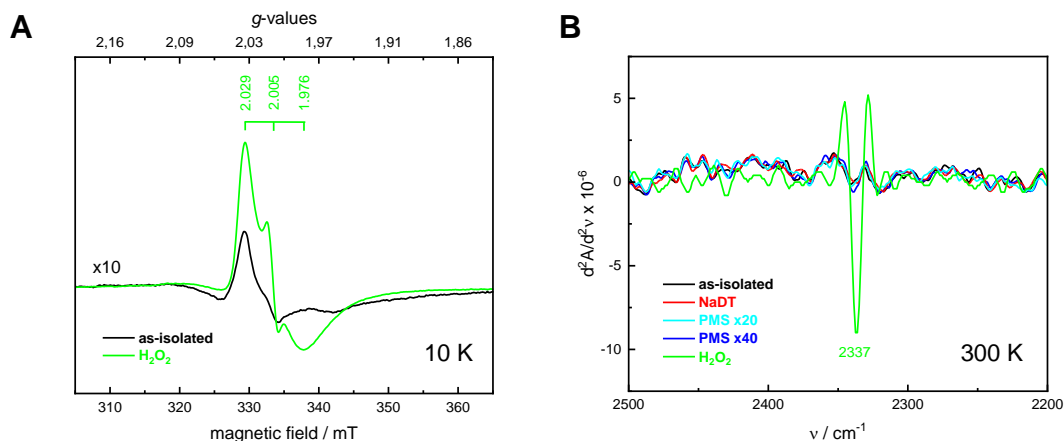 A
g-values
2,16 2,09 2,03 1,97 1,91 1,86
2.029
2.005
1.976
x10
as-isolated
H₂O₂
10 K
310 320 330 340 350 360
magnetic field / mT
B
5
0
-5
-10
d²A/d²ν x 10⁻⁶
as-isolated
NaDT
PMS x20
PMS x40
H₂O₂
2337
300 K
2500 2400 2300 2200
ν / cm⁻¹